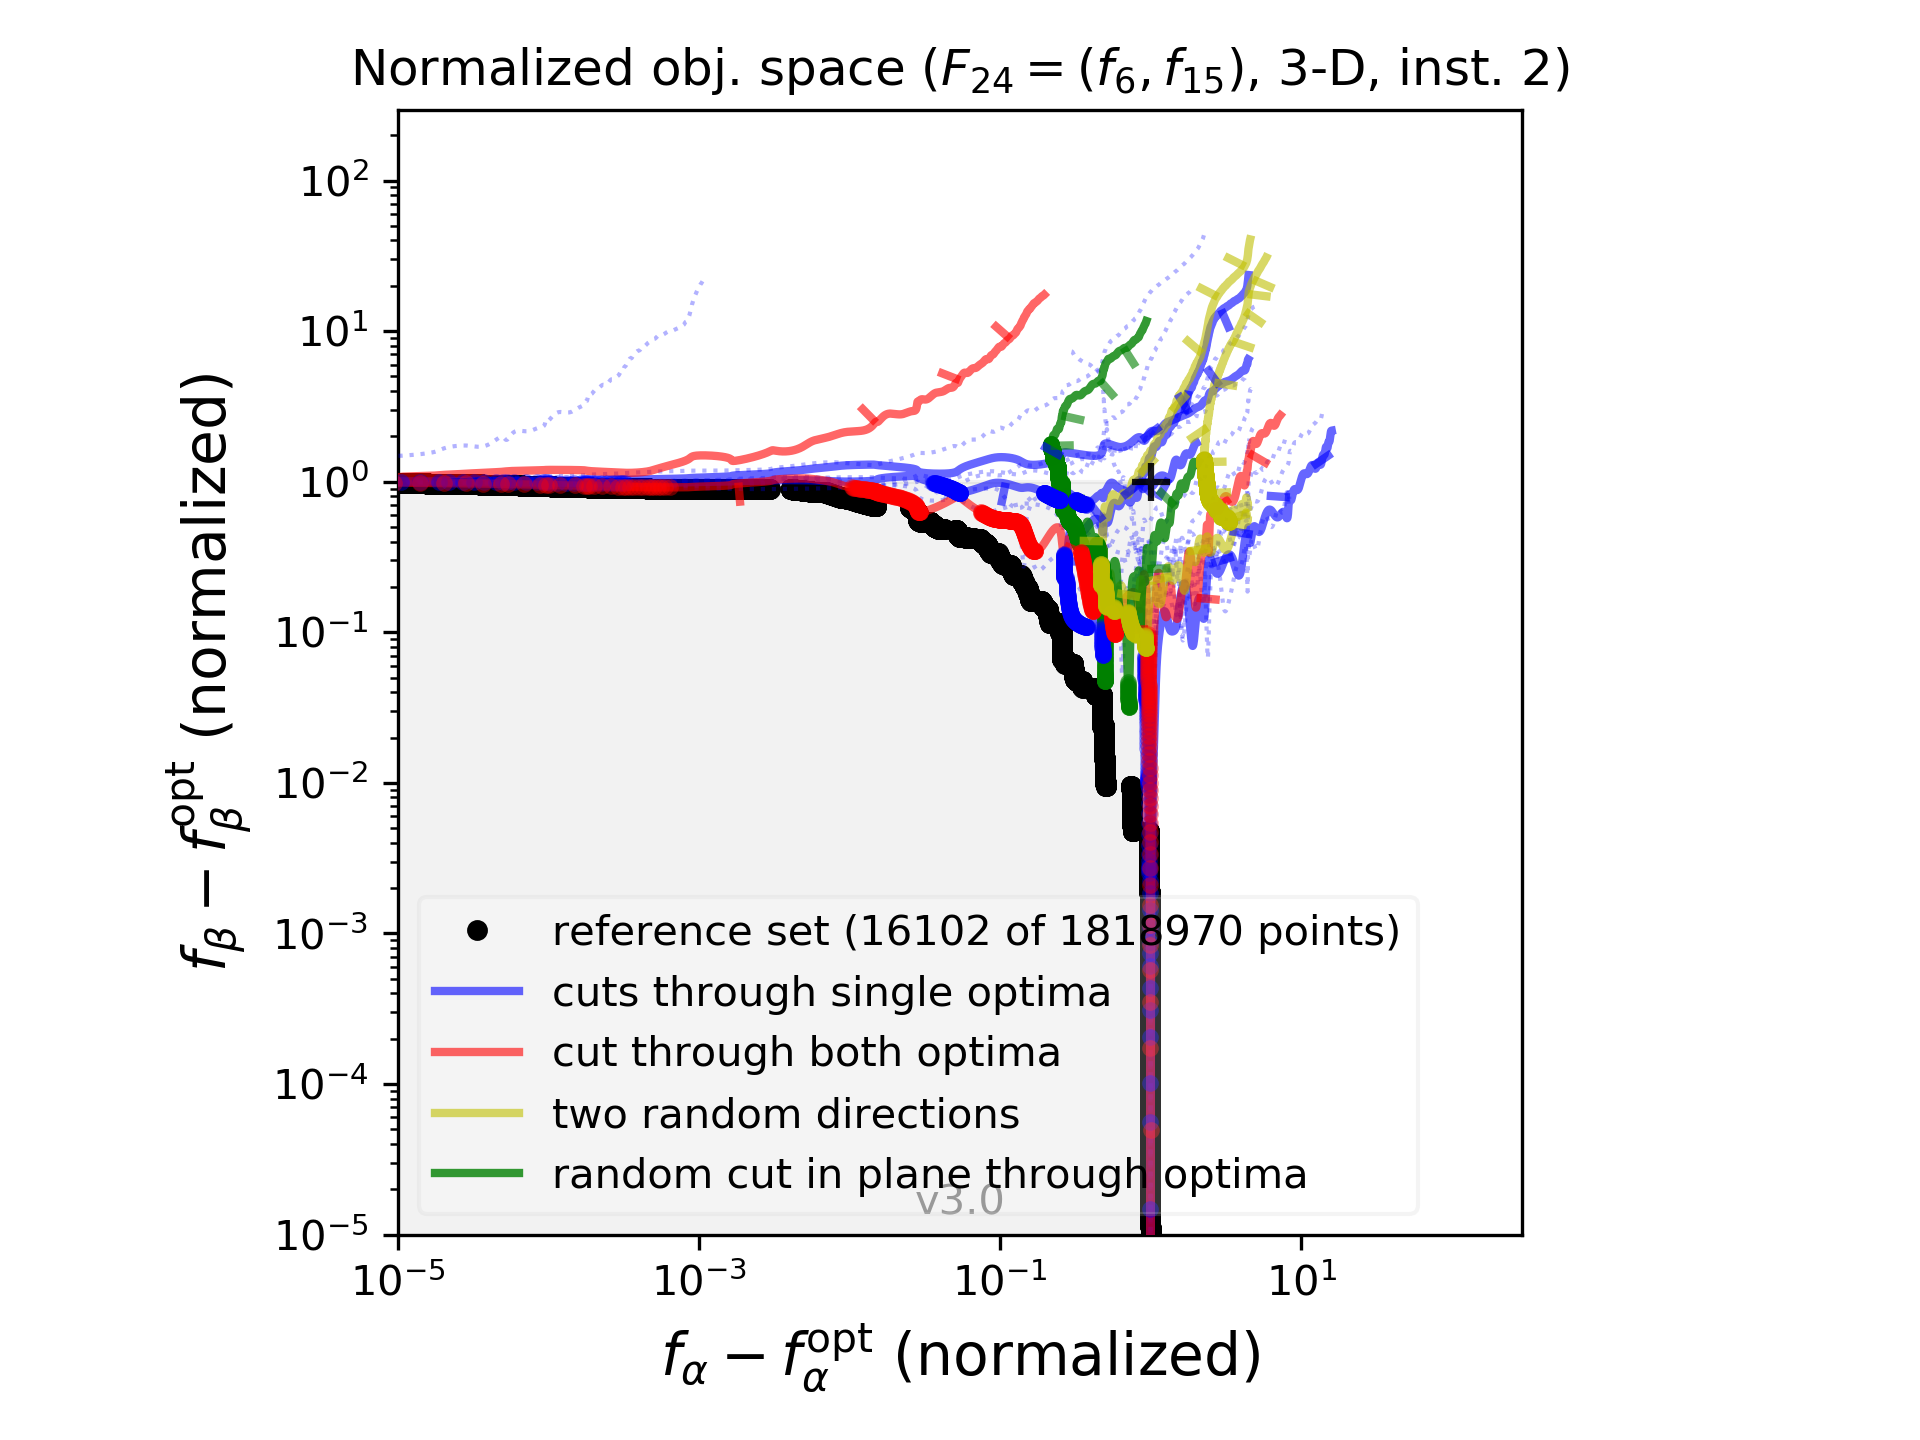 Normalized obj. space (F₂₄ = (f₆, f₁₅), 3-D, inst. 2)
10²
10¹
10⁰
10⁻¹
10⁻²
10⁻³
10⁻⁴
10⁻⁵
f_β − f_β^opt (normalized)
reference set (16102 of 1818970 points)
cuts through single optima
cut through both optima
two random directions
random cut in plane through optima
v3.0
10⁻⁵ 10⁻³ 10⁻¹ 10¹
f_α − f_α^opt (normalized)